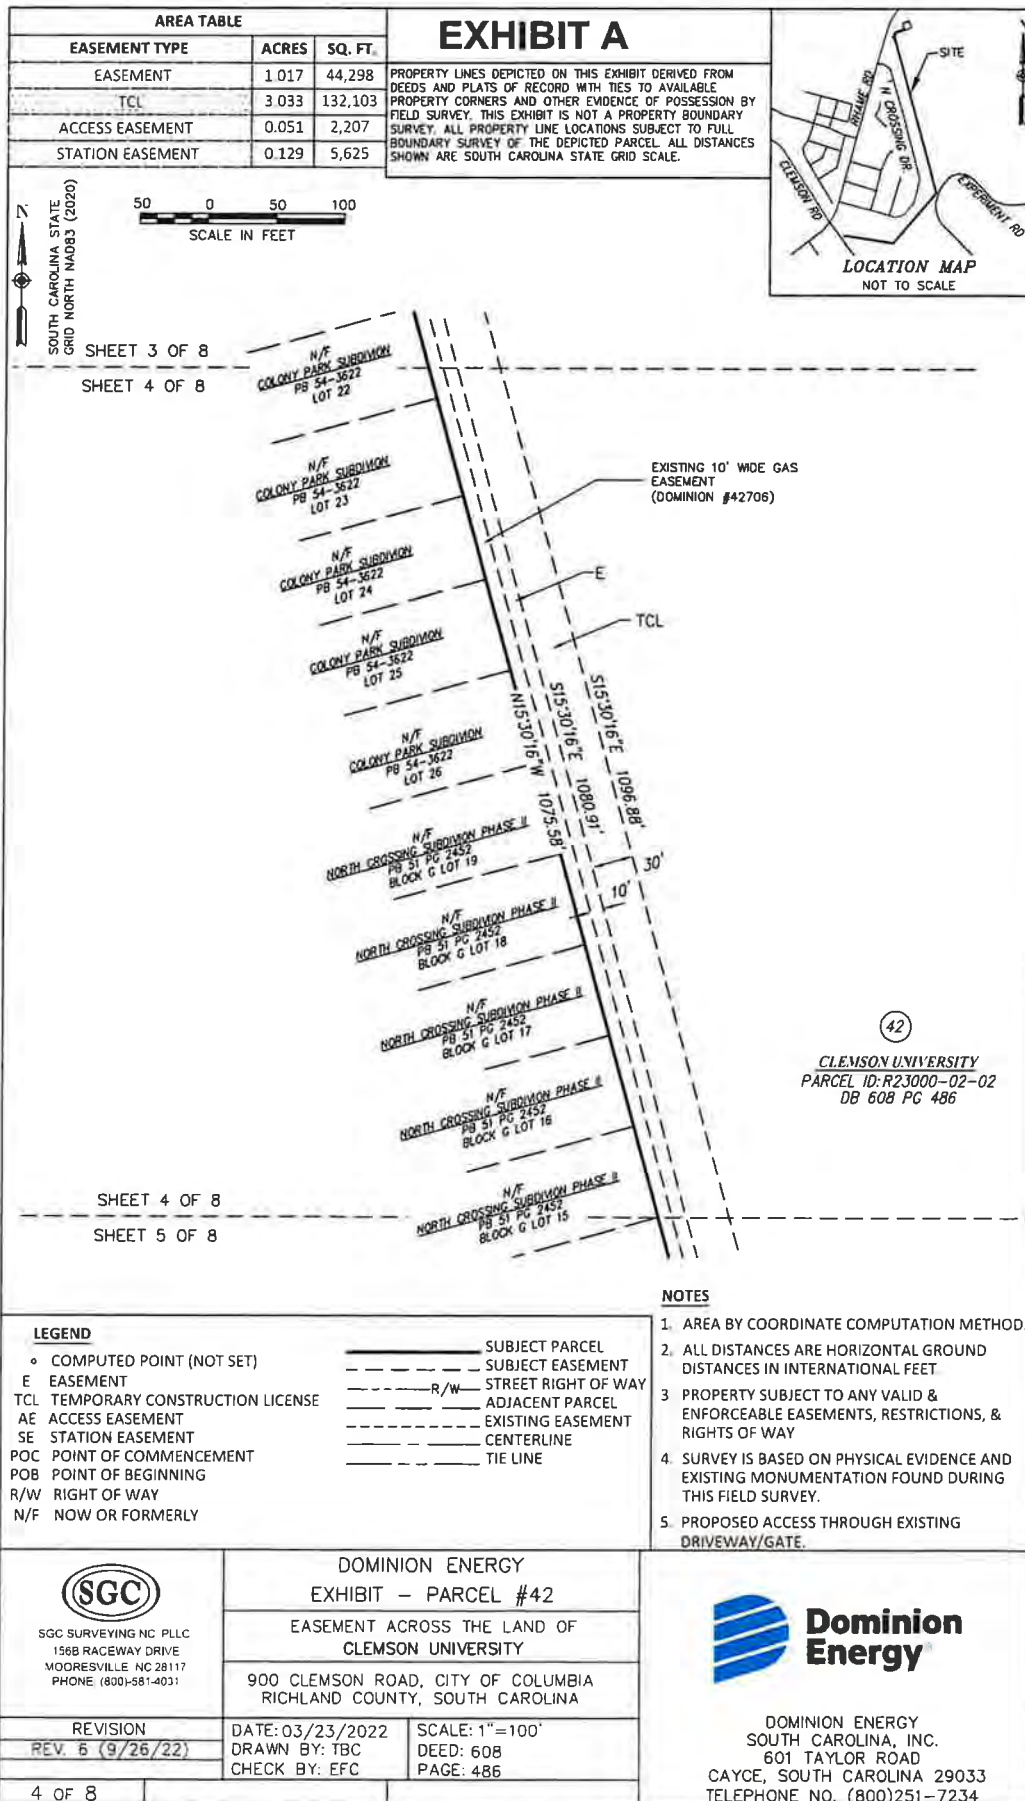 AREA TABLE
EASEMENT TYPE ACRES SQ. FT.
EASEMENT 1.017 44,298
TCL 3.033 132,103
ACCESS EASEMENT 0.051 2,207
STATION EASEMENT 0.129 5,625
EXHIBIT A
PROPERTY LINES DEPICTED ON THIS EXHIBIT DERIVED FROM
DEEDS AND PLATS OF RECORD WITH TIES TO AVAILABLE
PROPERTY CORNERS AND OTHER EVIDENCE OF POSSESSION BY
FIELD SURVEY. THIS EXHIBIT IS NOT A PROPERTY BOUNDARY
SURVEY. ALL PROPERTY LINE LOCATIONS SUBJECT TO FULL
BOUNDARY SURVEY OF THE DEPICTED PARCEL. ALL DISTANCES
SHOWN ARE SOUTH CAROLINA STATE GRID SCALE.
SITE
RHAME RD
N CROSSING DR.
CLEMSON RD
EXPERIMENT RD
LOCATION MAP
NOT TO SCALE
N
SOUTH CAROLINA STATE
GRID NORTH NAD83 (2020)
50 0 50 100
SCALE IN FEET
SHEET 3 OF 8
SHEET 4 OF 8
N/F
COLONY PARK SUBDIVION
PB 54-3622
LOT 22
N/F
COLONY PARK SUBDIVION
PB 54-3622
LOT 23
EXISTING 10' WIDE GAS
EASEMENT
(DOMINION #42706)
N/F
COLONY PARK SUBDIVION
PB 54-3622
LOT 24
E
TCL
N/F
COLONY PARK SUBDIVION
PB 54-3622
LOT 25
N15°30'16"W 1075.58'
S15°30'16"E 1080.91'
S15°30'16"E 1096.88'
N/F
COLONY PARK SUBDIVION
PB 54-3622
LOT 26
N/F
NORTH CROSSING SUBDIVION PHASE II
PB 51 PG 2452
BLOCK G LOT 19
30'
10'
N/F
NORTH CROSSING SUBDIVION PHASE II
PB 51 PG 2452
BLOCK G LOT 18
N/F
NORTH CROSSING SUBDIVION PHASE II
PB 51 PG 2452
BLOCK G LOT 17
42
CLEMSON UNIVERSITY
PARCEL ID:R23000-02-02
DB 608 PG 486
N/F
NORTH CROSSING SUBDIVION PHASE II
PB 51 PG 2452
BLOCK G LOT 16
N/F
NORTH CROSSING SUBDIVION PHASE II
PB 51 PG 2452
BLOCK G LOT 15
SHEET 4 OF 8
SHEET 5 OF 8
LEGEND
COMPUTED POINT (NOT SET)
E EASEMENT
TCL TEMPORARY CONSTRUCTION LICENSE
AE ACCESS EASEMENT
SE STATION EASEMENT
POC POINT OF COMMENCEMENT
POB POINT OF BEGINNING
R/W RIGHT OF WAY
N/F NOW OR FORMERLY
SUBJECT PARCEL
SUBJECT EASEMENT
R/W STREET RIGHT OF WAY
ADJACENT PARCEL
EXISTING EASEMENT
CENTERLINE
TIE LINE
NOTES
1. AREA BY COORDINATE COMPUTATION METHOD.
2. ALL DISTANCES ARE HORIZONTAL GROUND
DISTANCES IN INTERNATIONAL FEET
3 PROPERTY SUBJECT TO ANY VALID &
ENFORCEABLE EASEMENTS, RESTRICTIONS, &
RIGHTS OF WAY
4. SURVEY IS BASED ON PHYSICAL EVIDENCE AND
EXISTING MONUMENTATION FOUND DURING
THIS FIELD SURVEY.
5. PROPOSED ACCESS THROUGH EXISTING
DRIVEWAY/GATE.
SGC
SGC SURVEYING NC PLLC
156B RACEWAY DRIVE
MOORESVILLE NC 28117
PHONE: (800)-581-4031
DOMINION ENERGY
EXHIBIT - PARCEL #42
EASEMENT ACROSS THE LAND OF
CLEMSON UNIVERSITY
900 CLEMSON ROAD, CITY OF COLUMBIA
RICHLAND COUNTY, SOUTH CAROLINA
REVISION
REV. 6 (9/26/22)
DATE: 03/23/2022
DRAWN BY: TBC
CHECK BY: EFC
SCALE: 1"=100'
DEED: 608
PAGE: 486
4 OF 8
Dominion
Energy
DOMINION ENERGY
SOUTH CAROLINA, INC.
601 TAYLOR ROAD
CAYCE, SOUTH CAROLINA 29033
TELEPHONE NO. (800)251-7234